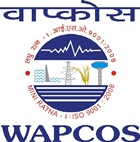 वाप्कोस
लघु रत्न - I.आई.एस.ओ.9001:2008
MINI RATNA - I - ISO 9001 - 2008
WAPCOS